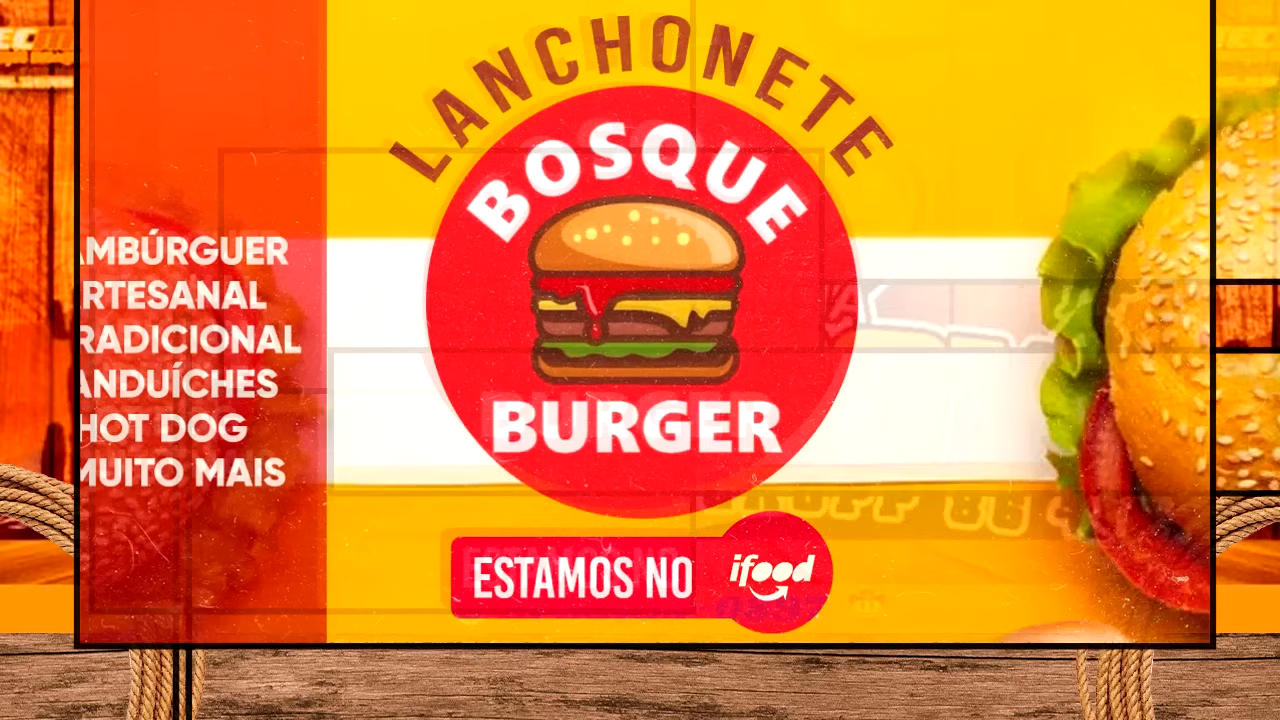 LANCHONETE
BOSQUE
BURGER
AMBÚRGUER
RTESANAL
RADICIONAL
ANDUÍCHES
HOT DOG
MUITO MAIS
ESTAMOS NO
ifood